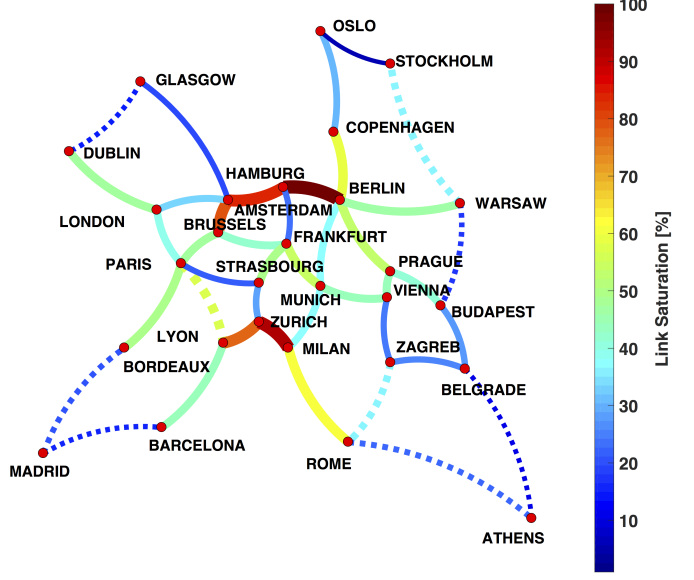 OSLO
STOCKHOLM
GLASGOW
COPENHAGEN
DUBLIN
HAMBURG
BERLIN
LONDON
AMSTERDAM
WARSAW
BRUSSELS
FRANKFURT
PARIS
STRASBOURG
PRAGUE
MUNICH
VIENNA
BUDAPEST
LYON
ZURICH
BORDEAUX
MILAN
ZAGREB
BELGRADE
BARCELONA
MADRID
ROME
ATHENS
100
90
80
70
60
50
40
30
20
10
Link Saturation [%]